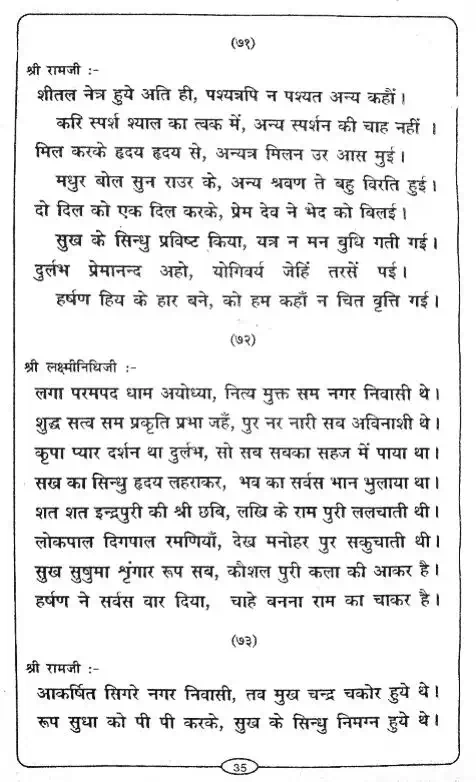 (७१)
श्री रामजी :-
शीतल नेत्र हुये अति ही, पश्यत्रपि न पश्यत अन्य कहौं।
करि स्पर्श श्याल का त्वक में, अन्य स्पर्शन की चाह नहीं ।
मिल करके हृदय हृदय से, अन्यत्र मिलन उर आस मुई।
मधुर बोल सुन राउर के, अन्य श्रवण ते बहु विरति हुई।
दो दिल को एक दिल करके, प्रेम देव ने भेद को बिलई।
सुख के सिन्धु प्रविष्ट किया, यत्र न मन बुधि गती गई।
दुर्लभ प्रेमानन्द अहो, योगिवर्य जेहिं तरसें पई।
हर्षण हिय के हार बने, को हम कहाँ न चित वृत्ति गई।
(७२)
श्री लक्ष्मीनिधिजी :-
लगा परमपद धाम अयोध्या, नित्य मुक्त सम नगर निवासी थे।
शुद्ध सत्व सम प्रकृति प्रभा जहँ, पुर नर नारी सब अविनाशी थे।
कृपा प्यार दर्शन था दुर्लभ, सो सब सबका सहज में पाया था।
सख का सिन्धु हृदय लहराकर, भव का सर्वस भान भुलाया था।
शत शत इन्द्रपुरी की श्री छबि, लखि के राम पुरी ललचाती थी।
लोकपाल दिगपाल रमणियाँ, देख मनोहर पुर सकुचाती थी।
सुख सुषुमा श्रृंगार रूप सब, कौशल पुरी कला की आकर है।
हर्षण ने सर्वस वार दिया, चाहे बनना राम का चाकर है।
(७३)
श्री रामजी :-
आकर्षित सिगरे नगर निवासी, तव मुख चन्द्र चकोर हुये थे।
रूप सुधा को पी पी करके, सुख के सिन्धु निमग्न हुये थे।
35